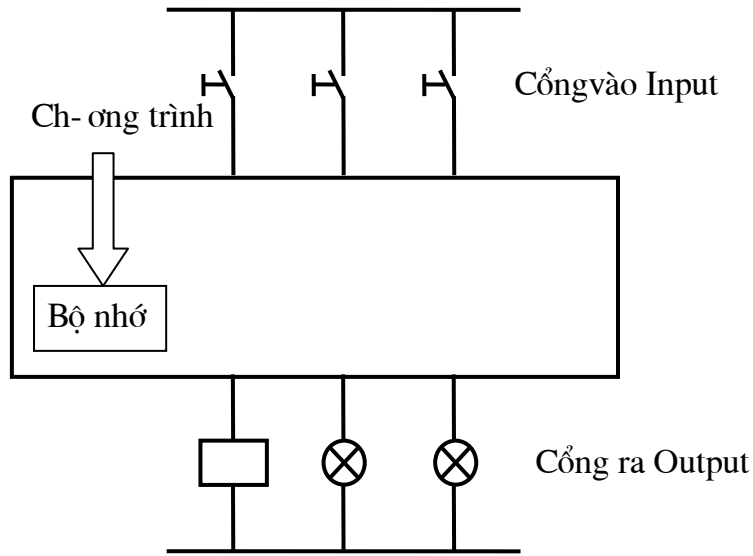 Cổngvào Input
Ch- ơng trình
Bộ nhớ
Cổng ra Output